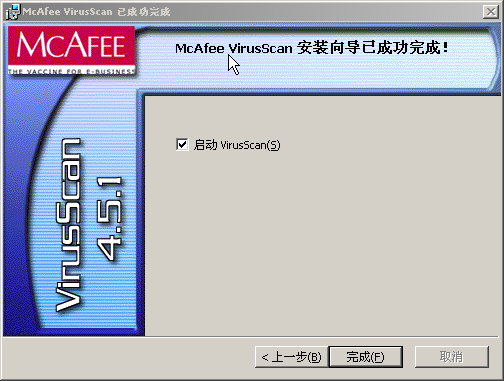 McAfee VirusScan 已成功完成
McAFEE
THE VACCINE FOR E-BUSINESS
McAfee VirusScan 安装向导已成功完成！
VirusScan
4.5.1
启动 VirusScan(S)
< 上一步(B)
完成(F)
取消